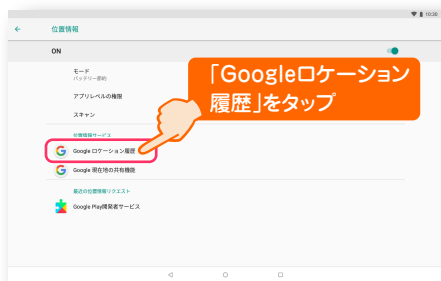 10:36
位置情報
ON
モード
バッテリー節約
アプリレベルの権限
スキャン
位置情報サービス
Google ロケーション履歴
Google 現在地の共有機能
最近の位置情報リクエスト
Google Play開発者サービス
「Googleロケーション
履歴」をタップ